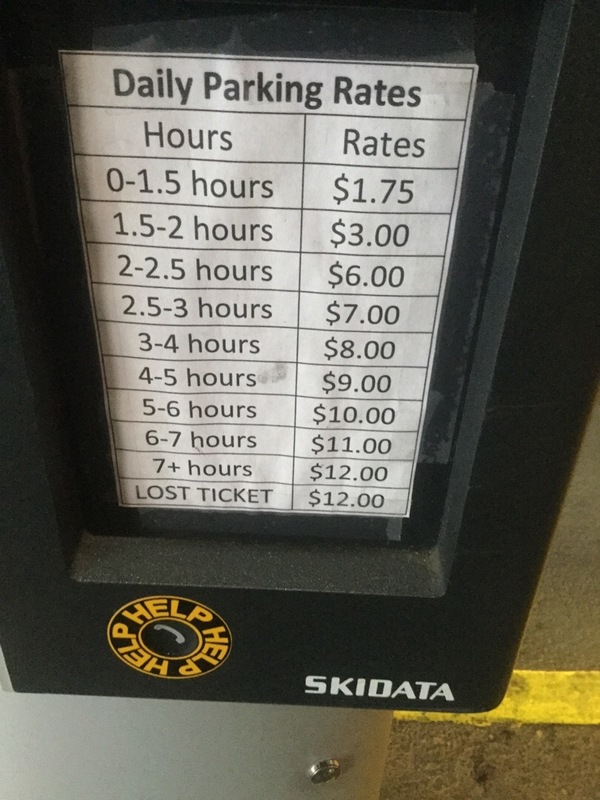 Daily Parking Rates
Hours Rates
0-1.5 hours $1.75
1.5-2 hours $3.00
2-2.5 hours $6.00
2.5-3 hours $7.00
3-4 hours $8.00
4-5 hours $9.00
5-6 hours $10.00
6-7 hours $11.00
7+ hours $12.00
LOST TICKET $12.00
HELP HELP HELP HELP
SKIDATA